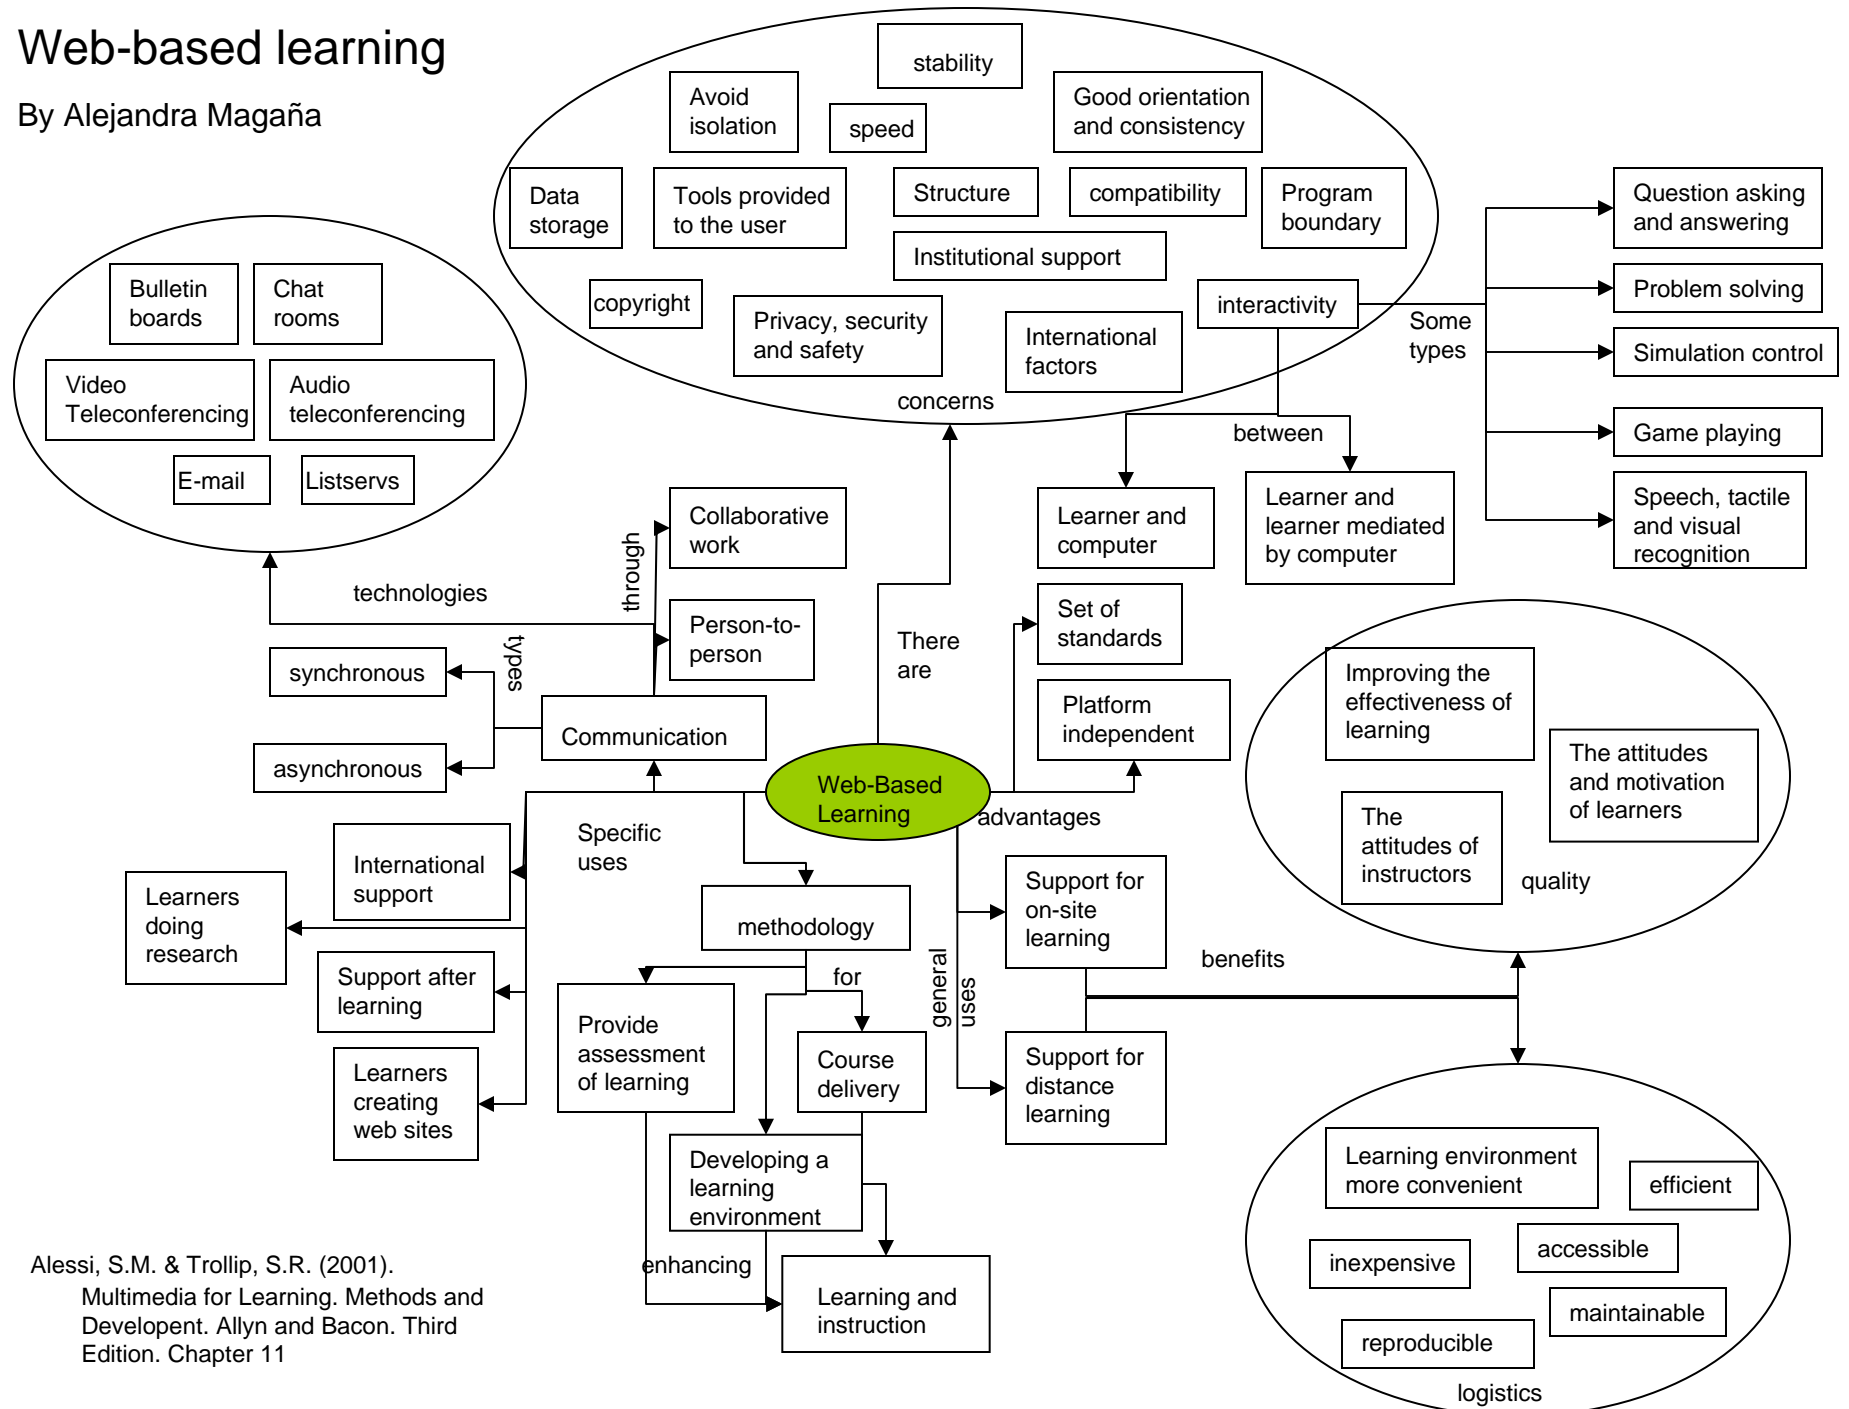 Web-based learning
By Alejandra Magaña
stability
Avoid
isolation
speed
Good orientation
and consistency
Data
storage
Tools provided
to the user
Structure
compatibility
Program
boundary
Institutional support
copyright
Privacy, security
and safety
International
factors
interactivity
concerns
Some
types
Question asking
and answering
Problem solving
Simulation control
Game playing
Speech, tactile
and visual
recognition
between
Learner and
computer
Learner and
learner mediated
by computer
Bulletin
boards
Chat
rooms
Video
Teleconferencing
Audio
teleconferencing
E-mail
Listservs
technologies
through
Collaborative
work
Person-to-
person
types
synchronous
asynchronous
Communication
There
are
Set of
standards
Platform
independent
Web-Based
Learning
advantages
Specific
uses
International
support
Learners
doing
research
Support after
learning
Learners
creating
web sites
methodology
for
Provide
assessment
of learning
Course
delivery
Developing a
learning
environment
enhancing
Learning and
instruction
general
uses
Support for
on-site
learning
Support for
distance
learning
benefits
Improving the
effectiveness of
learning
The attitudes
and motivation
of learners
The
attitudes of
instructors
quality
Learning environment
more convenient
efficient
inexpensive
accessible
maintainable
reproducible
logistics
Alessi, S.M. & Trollip, S.R. (2001).
Multimedia for Learning. Methods and
Developent. Allyn and Bacon. Third
Edition. Chapter 11